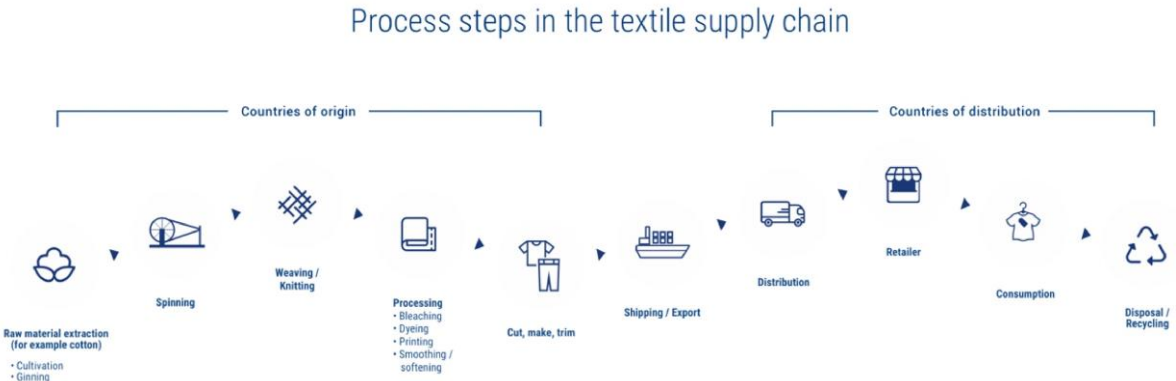 Process steps in the textile supply chain
Countries of origin
Countries of distribution
Raw material extraction
(for example cotton)
• Cultivation
• Ginning
Spinning
Weaving /
Knitting
Processing
• Bleaching
• Dyeing
• Printing
• Smoothing /
softening
Cut, make, trim
Shipping / Export
Distribution
Retailer
Consumption
Disposal /
Recycling